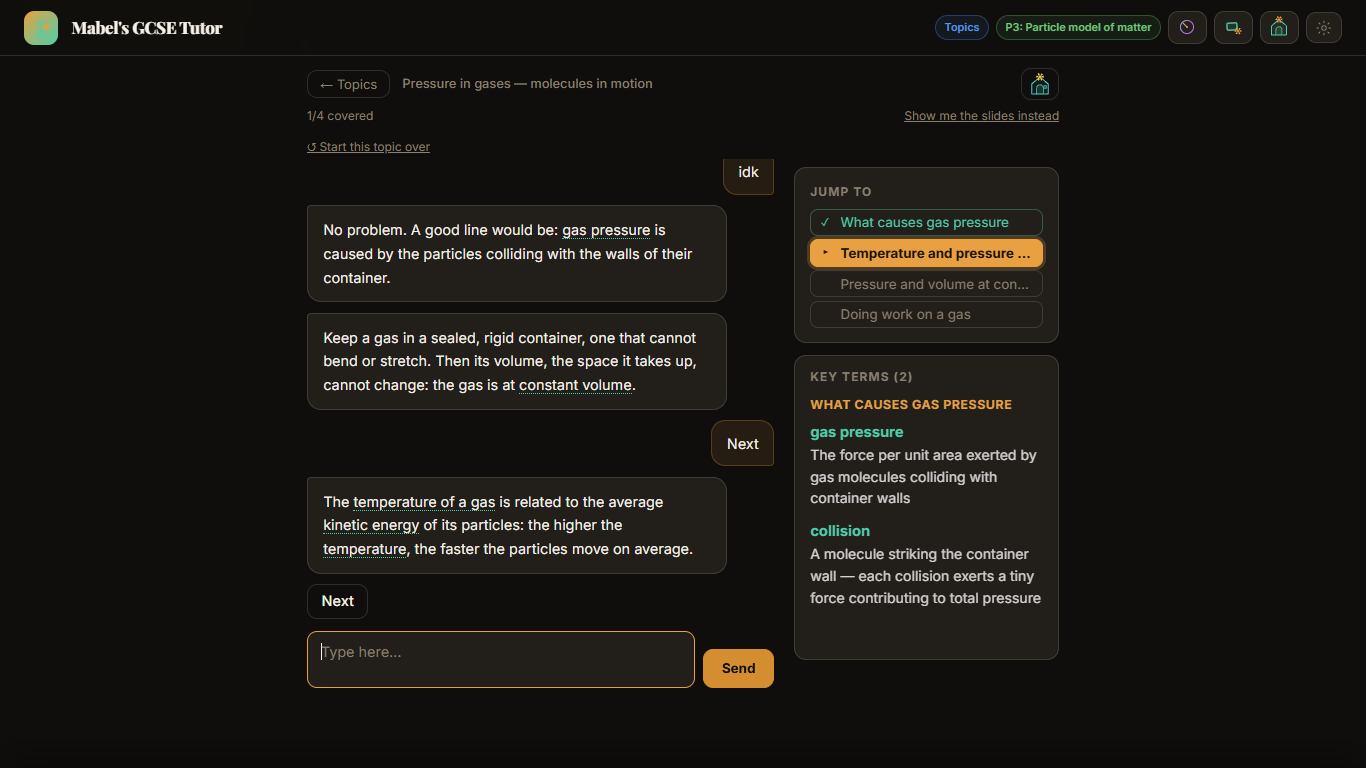 Mabel's GCSE Tutor
Topics
P3: Particle model of matter
← Topics
Pressure in gases — molecules in motion
1/4 covered
Show me the slides instead
↺ Start this topic over
idk
No problem. A good line would be: gas pressure is
caused by the particles colliding with the walls of their
container.
Keep a gas in a sealed, rigid container, one that cannot
bend or stretch. Then its volume, the space it takes up,
cannot change: the gas is at constant volume.
Next
The temperature of a gas is related to the average
kinetic energy of its particles: the higher the
temperature, the faster the particles move on average.
Next
Type here...
Send
JUMP TO
✓ What causes gas pressure
‣ Temperature and pressure ...
Pressure and volume at con...
Doing work on a gas
KEY TERMS (2)
WHAT CAUSES GAS PRESSURE
gas pressure
The force per unit area exerted by
gas molecules colliding with
container walls
collision
A molecule striking the container
wall — each collision exerts a tiny
force contributing to total pressure